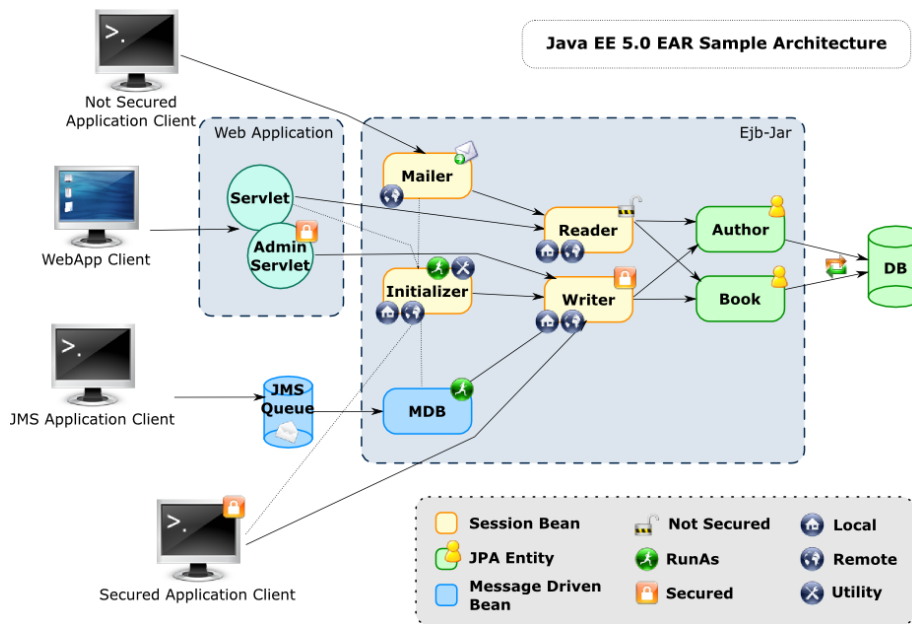 Java EE 5.0 EAR Sample Architecture
>.
Not Secured
Application Client
Web Application
Ejb-Jar
Mailer
Servlet
Reader
Author
WebApp Client
Admin
Servlet
DB
Initializer
Writer
Book
>.
JMS Application Client
JMS
Queue
MDB
>.
Secured Application Client
Session Bean
Not Secured
Local
JPA Entity
RunAs
Remote
Message Driven
Bean
Secured
Utility